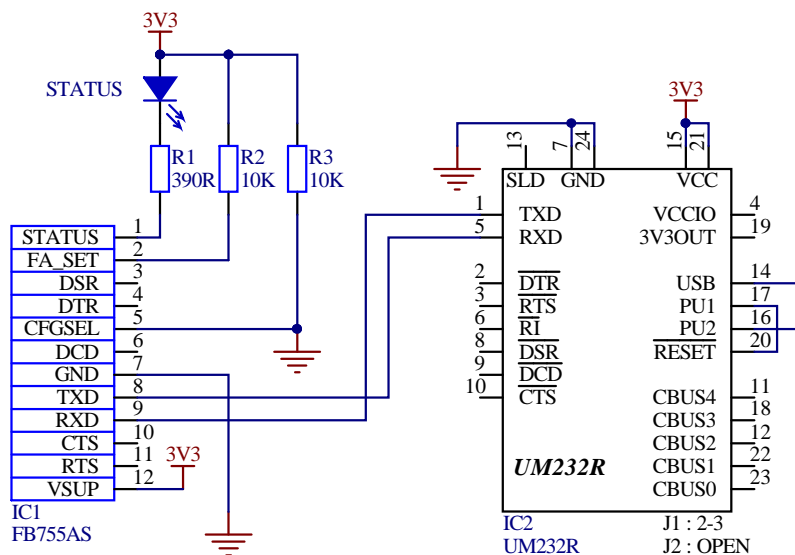 3V3
STATUS
R1
390R
R2
10K
R3
10K
STATUS 1
FA_SET 2
DSR 3
DTR 4
CFGSEL 5
DCD 6
GND 7
TXD 8
RXD 9
CTS 10
RTS 11
VSUP 12
3V3
IC1
FB755AS
3V3
13 7 24 15 21
SLD GND VCC
1 TXD VCCIO 4
5 RXD 3V3OUT 19
2 DTR USB 14
3 RTS PU1 17
6 RI PU2 16
8 DSR RESET 20
9 DCD
10 CTS CBUS4 11
CBUS3 18
CBUS2 12
CBUS1 22
CBUS0 23
UM232R
IC2 J1 : 2-3
UM232R J2 : OPEN